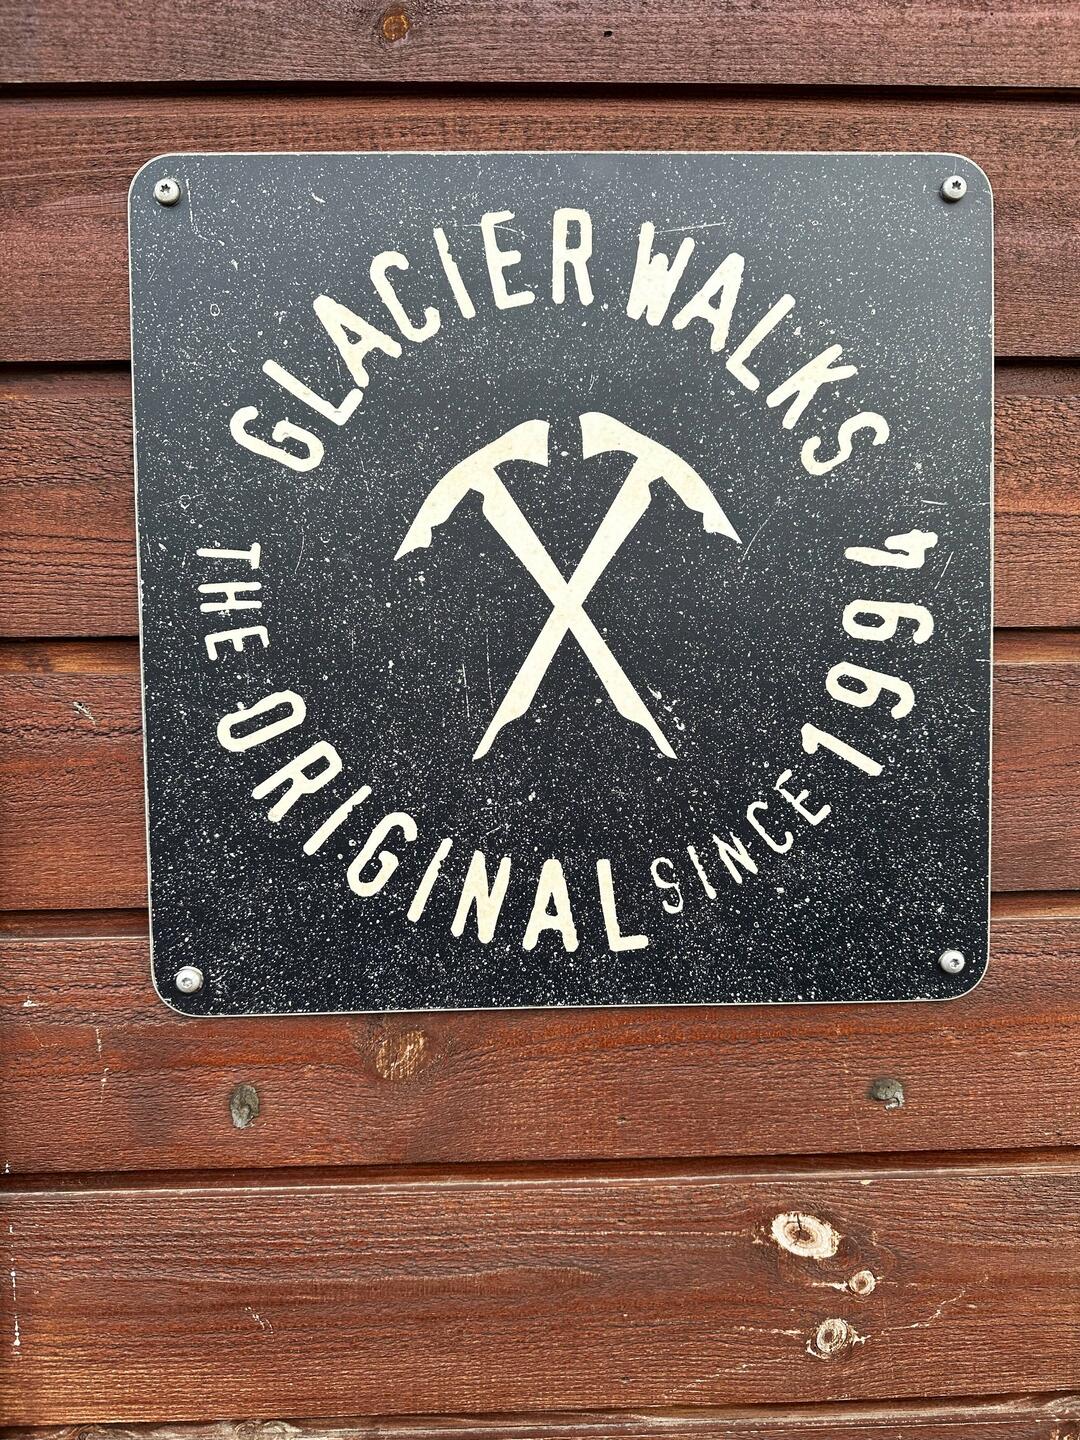 GLACIER WALKS
THE ORIGINAL SINCE 1994